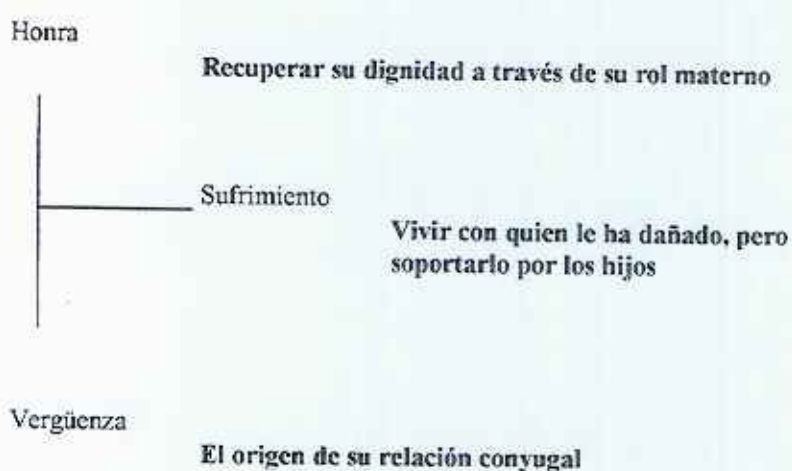 Honra
Recuperar su dignidad a través de su rol materno
Sufrimiento
Vivir con quien le ha dañado, pero
soportarlo por los hijos
Vergüenza
El origen de su relación conyugal